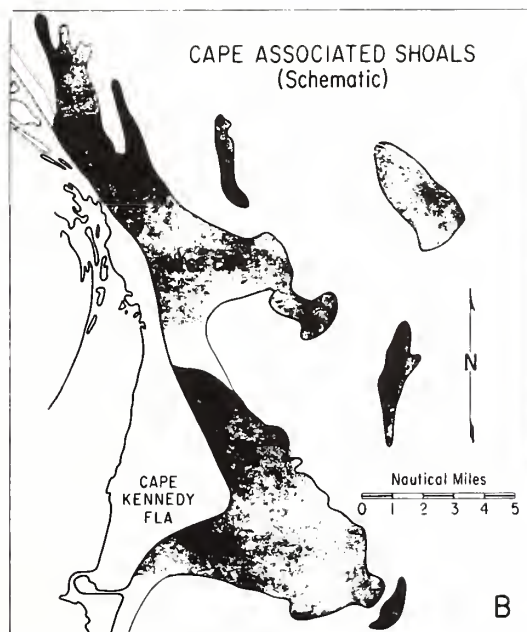 CAPE ASSOCIATED SHOALS
(Schematic)
N
CAPE
KENNEDY
FLA
Nautical Miles
0 1 2 3 4 5
B